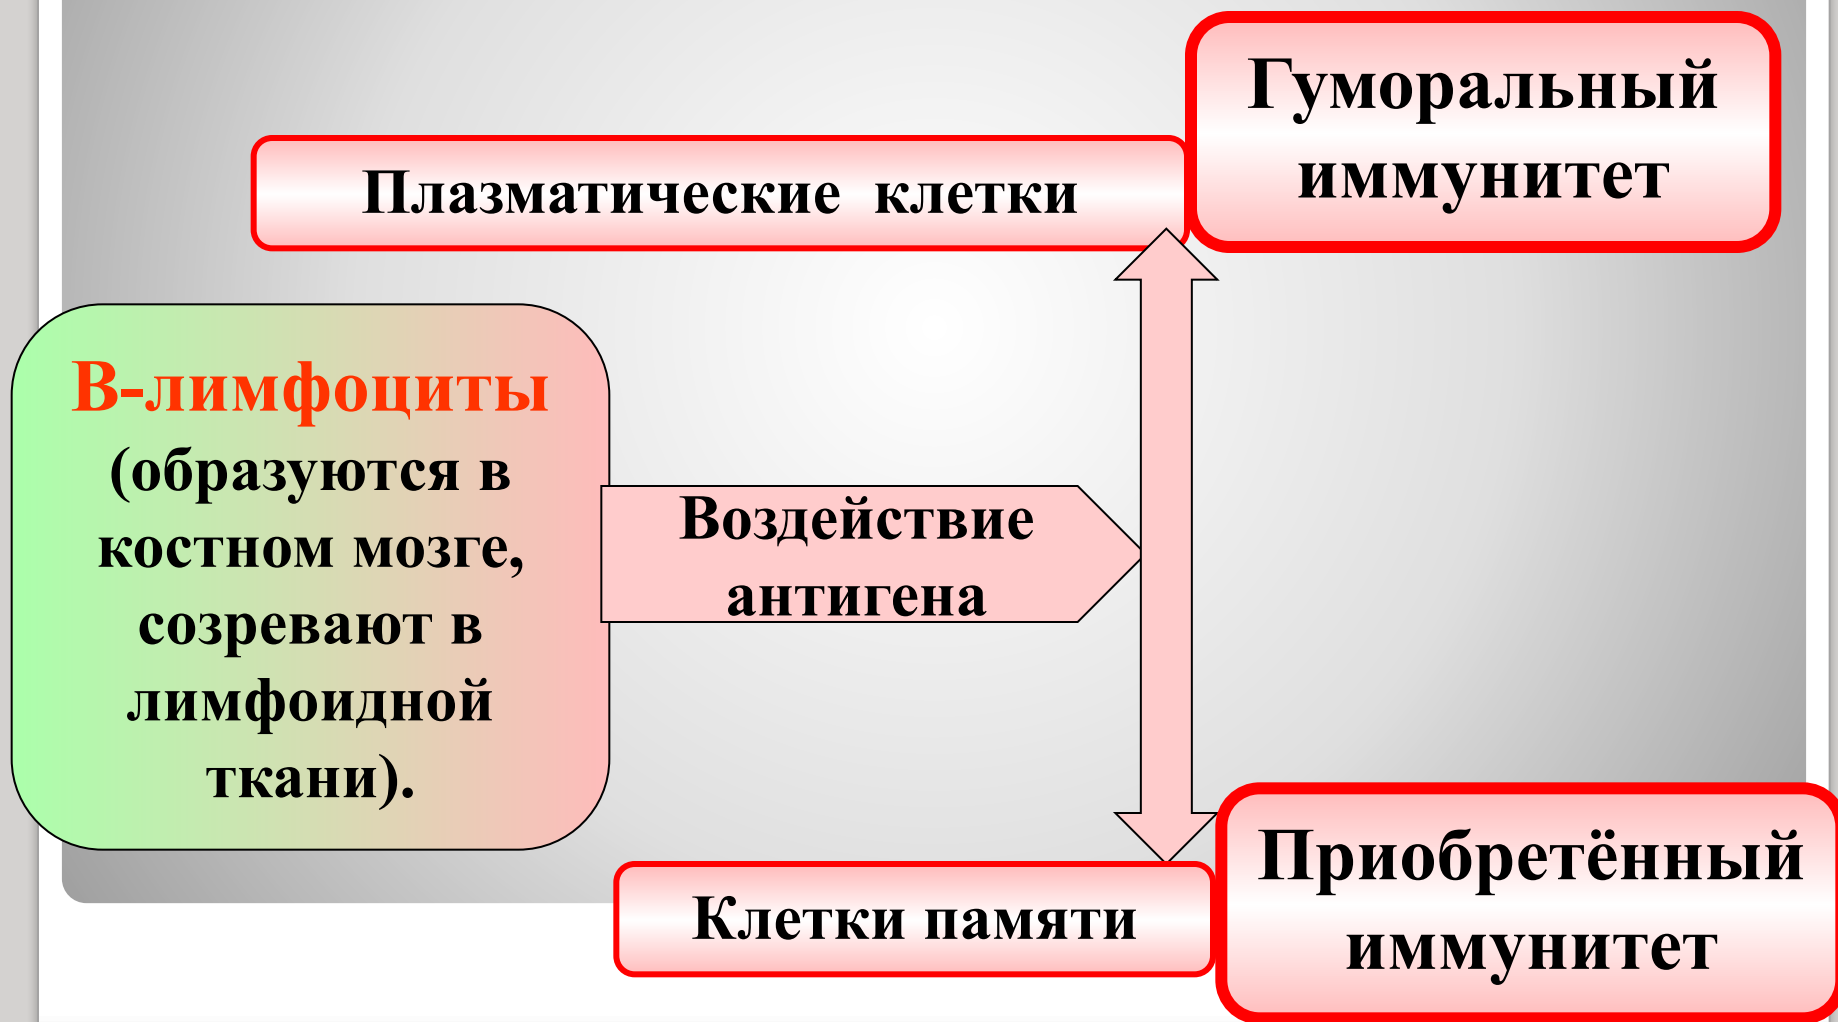 Гуморальный
иммунитет
Плазматические клетки
В-лимфоциты
(образуются в
костном мозге,
созревают в
лимфоидной
ткани).
Воздействие
антигена
Клетки памяти
Приобретённый
иммунитет